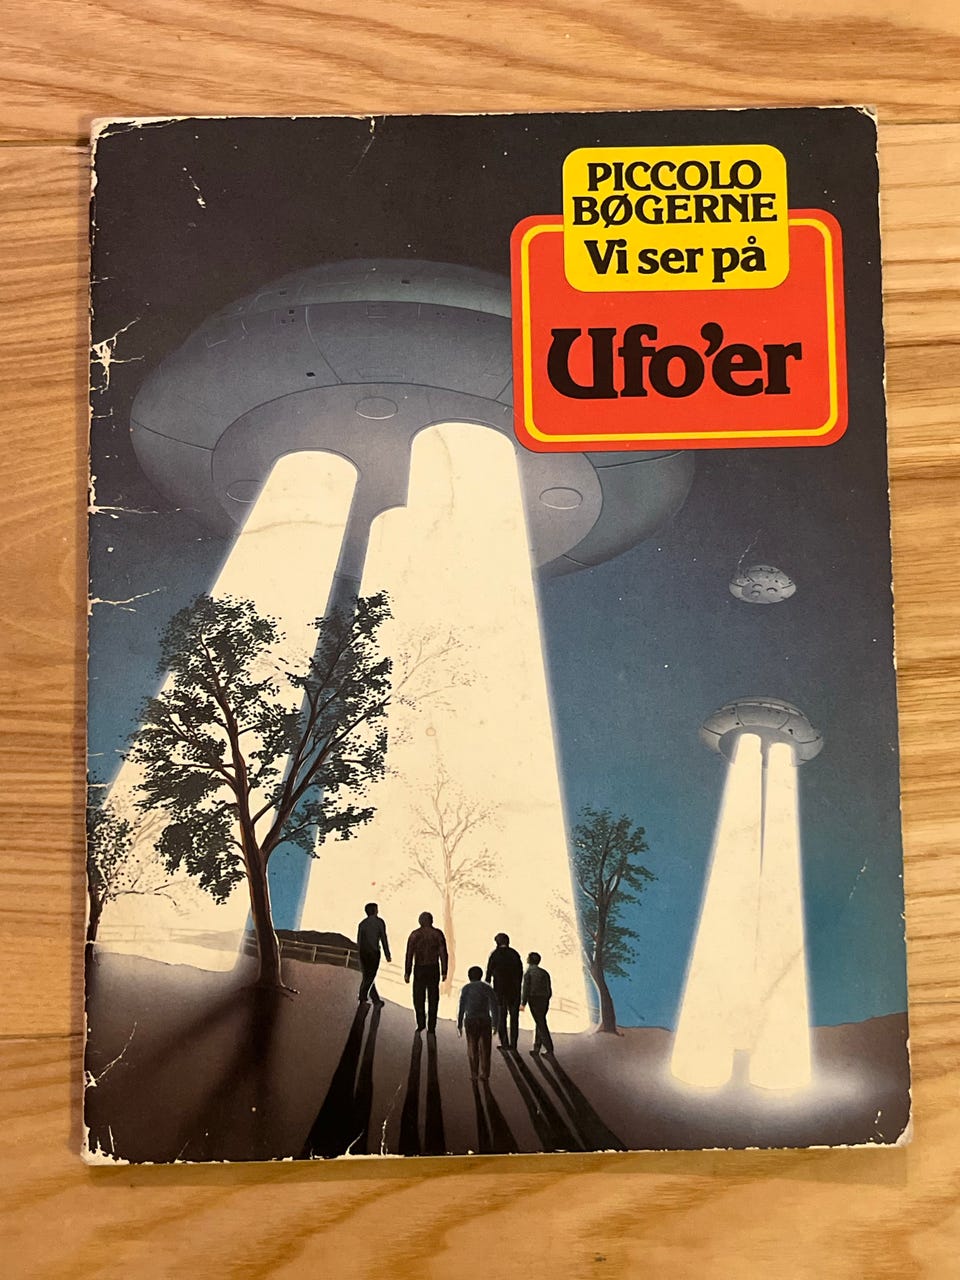 PICCOLO
BØGERNE
Vi ser på
Ufo'er